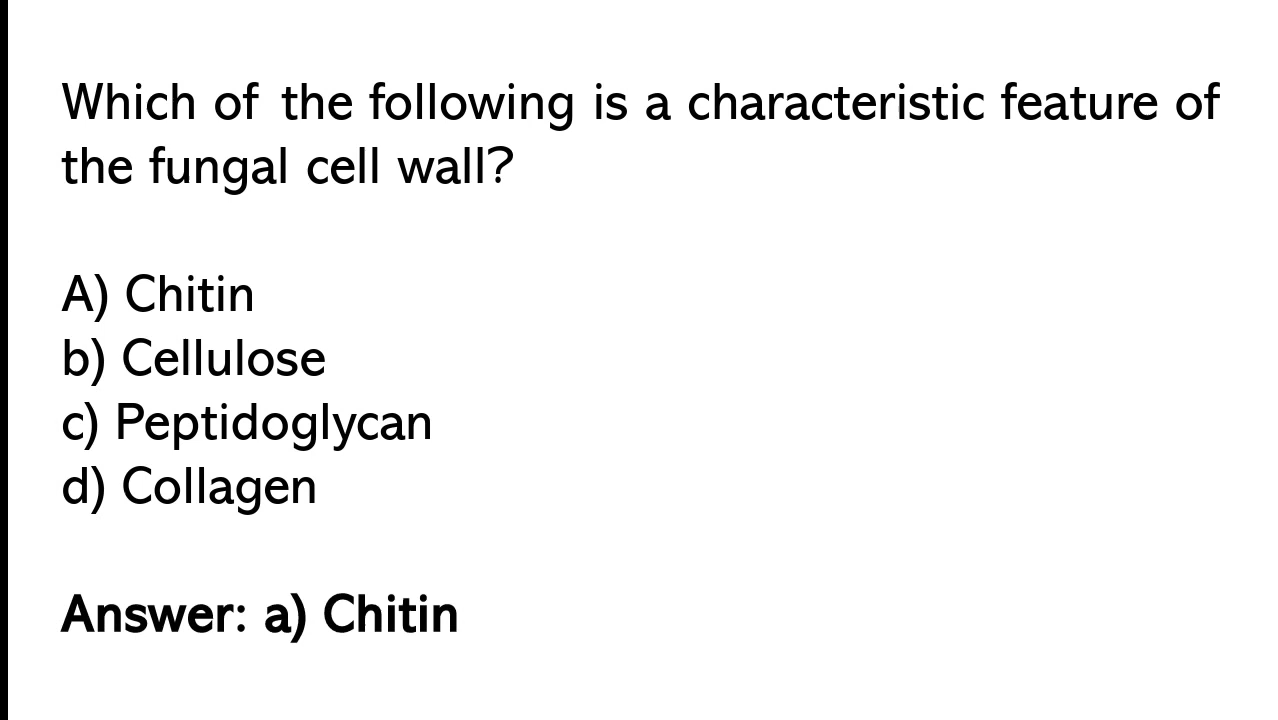 Which of the following is a characteristic feature of
the fungal cell wall?
A) Chitin
b) Cellulose
c) Peptidoglycan
d) Collagen
Answer: a) Chitin